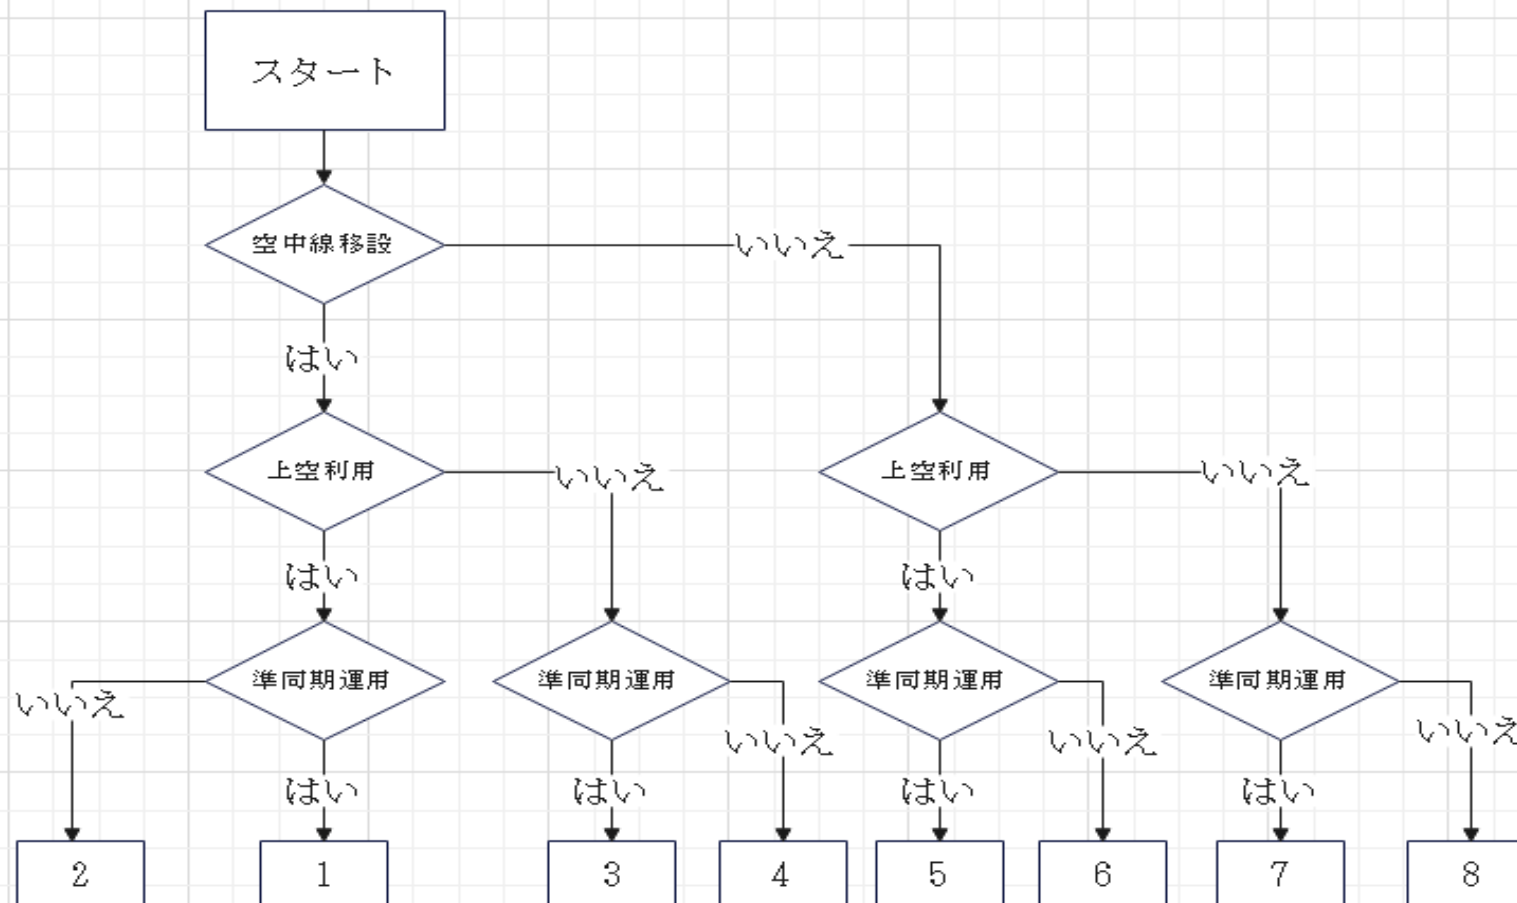 スタート
空中線移設
いいえ
はい
上空利用
いいえ
上空利用
いいえ
はい
はい
準同期運用
準同期運用
準同期運用
準同期運用
いいえ
いいえ
いいえ
いいえ
はい
はい
はい
はい
2
1
3
4
5
6
7
8